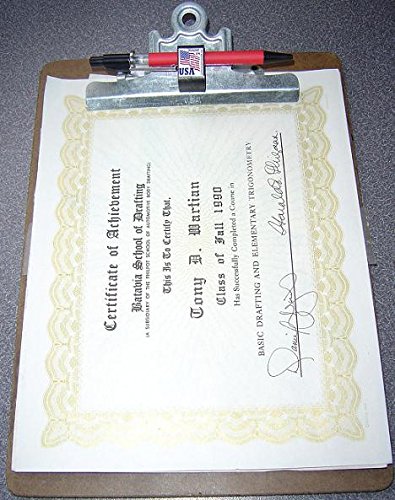 Certificate of Achievement
Batavia School of Drafting
(A SUBSIDIARY OF THE PHILPOT SCHOOL OF AUTOMOTIVE BODY DRAFTING)
This Is To Certify That,
Tony D. Wartian
Class of Fall 1990
Has Successfully Completed a Course in
BASIC DRAFTING AND ELEMENTARY TRIGONOMETRY
USA